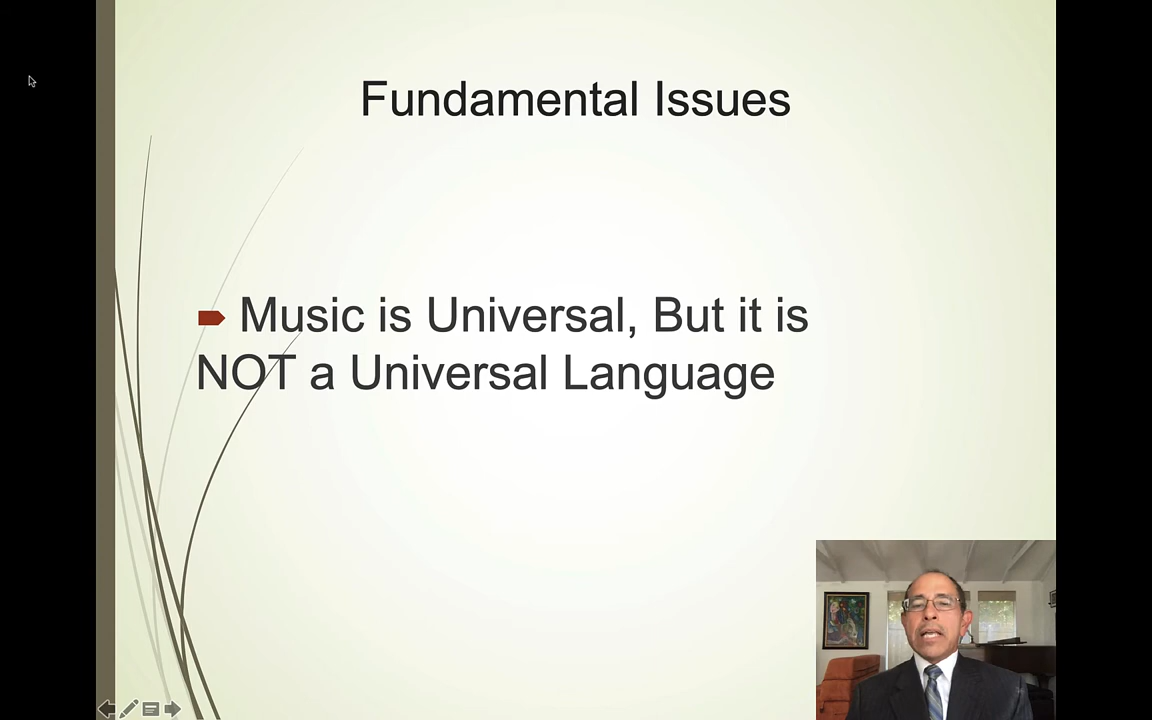 Fundamental Issues
Music is Universal, But it is
NOT a Universal Language